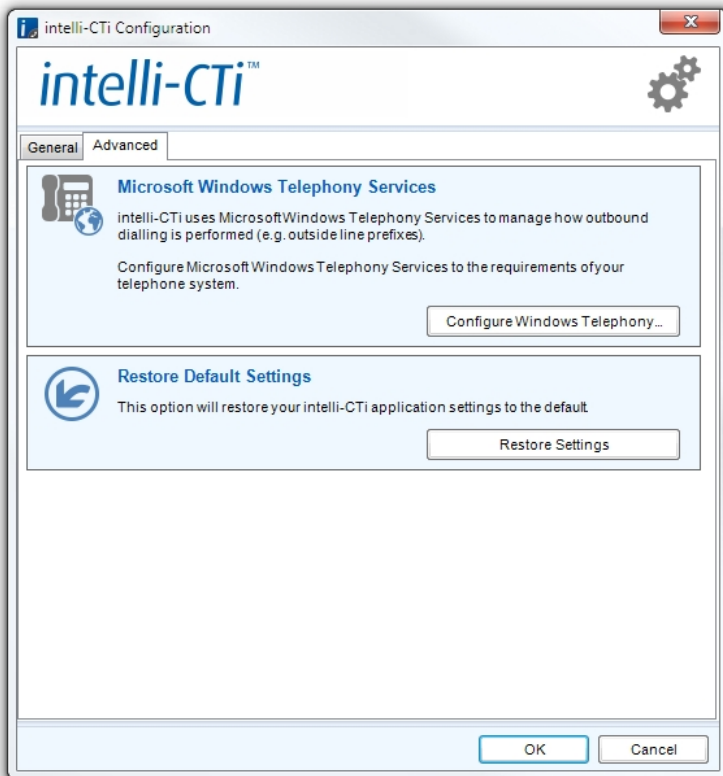 intelli-CTi Configuration
intelli-CTi™
General
Advanced
Microsoft Windows Telephony Services
intelli-CTi uses Microsoft Windows Telephony Services to manage how outbound
dialling is performed (e.g. outside line prefixes).
Configure Microsoft Windows Telephony Services to the requirements of your
telephone system.
Configure Windows Telephony...
Restore Default Settings
This option will restore your intelli-CTi application settings to the default.
Restore Settings
OK
Cancel